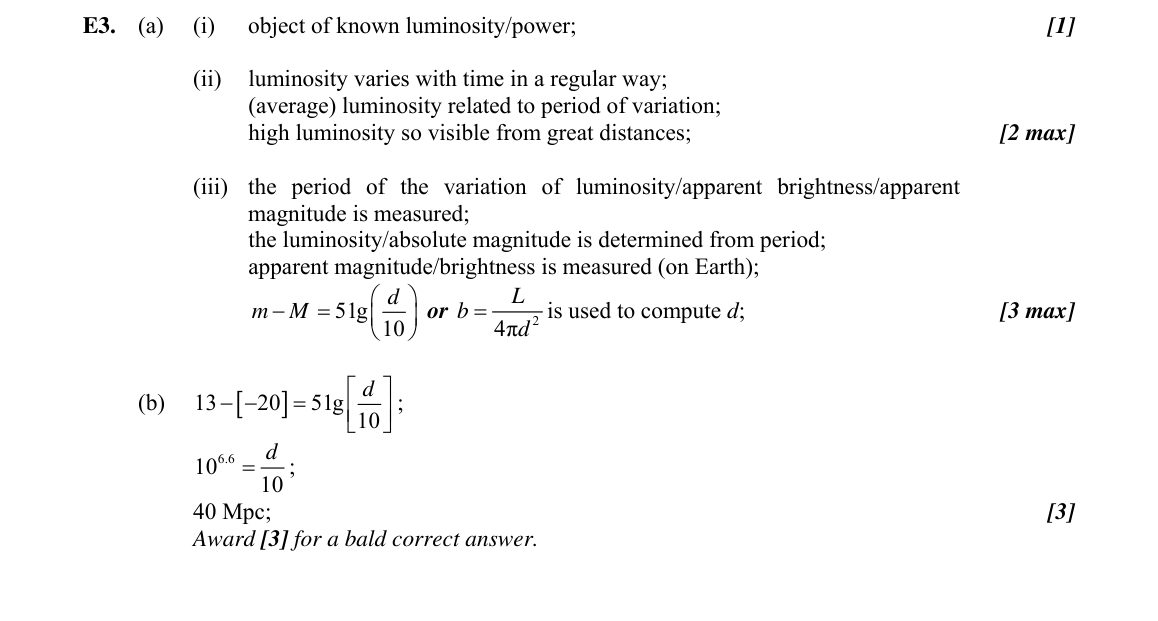 E3. (a) (i) object of known luminosity/power; [1]
(ii) luminosity varies with time in a regular way;
(average) luminosity related to period of variation;
high luminosity so visible from great distances; [2 max]
(iii) the period of the variation of luminosity/apparent brightness/apparent
magnitude is measured;
the luminosity/absolute magnitude is determined from period;
apparent magnitude/brightness is measured (on Earth);
m − M = 5lg(d/10) or b = L/4πd² is used to compute d; [3 max]
(b) 13 − [−20] = 5lg[d/10];
10^6.6 = d/10;
40 Mpc; [3]
Award [3] for a bald correct answer.